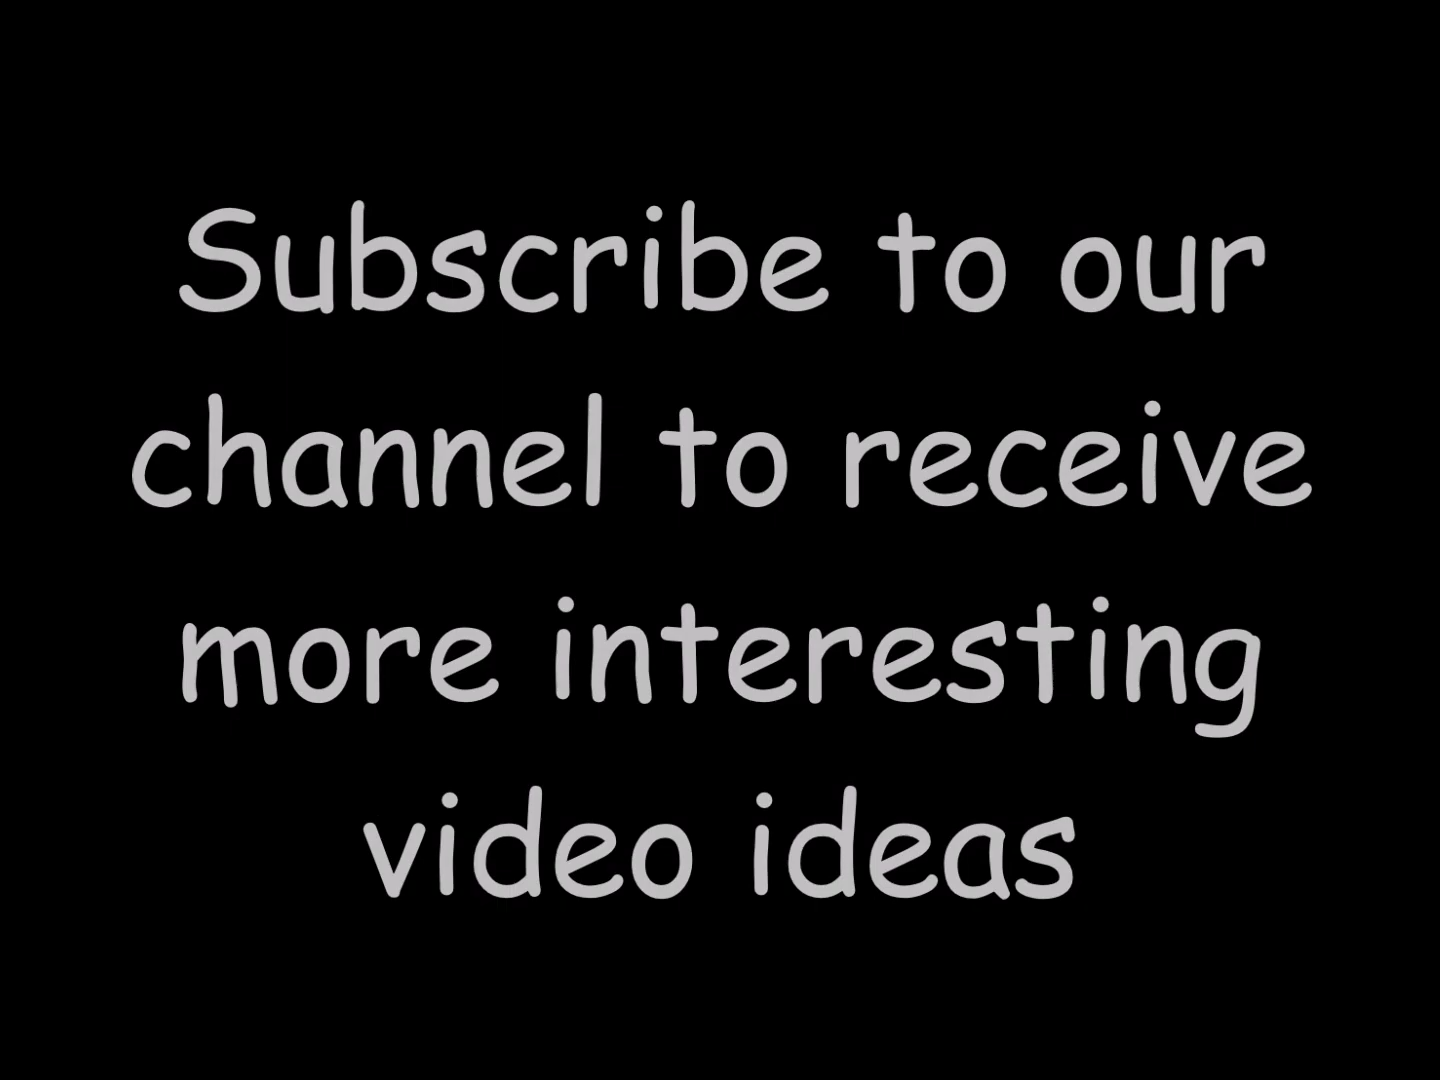 Subscribe to our
channel to receive
more interesting
video ideas